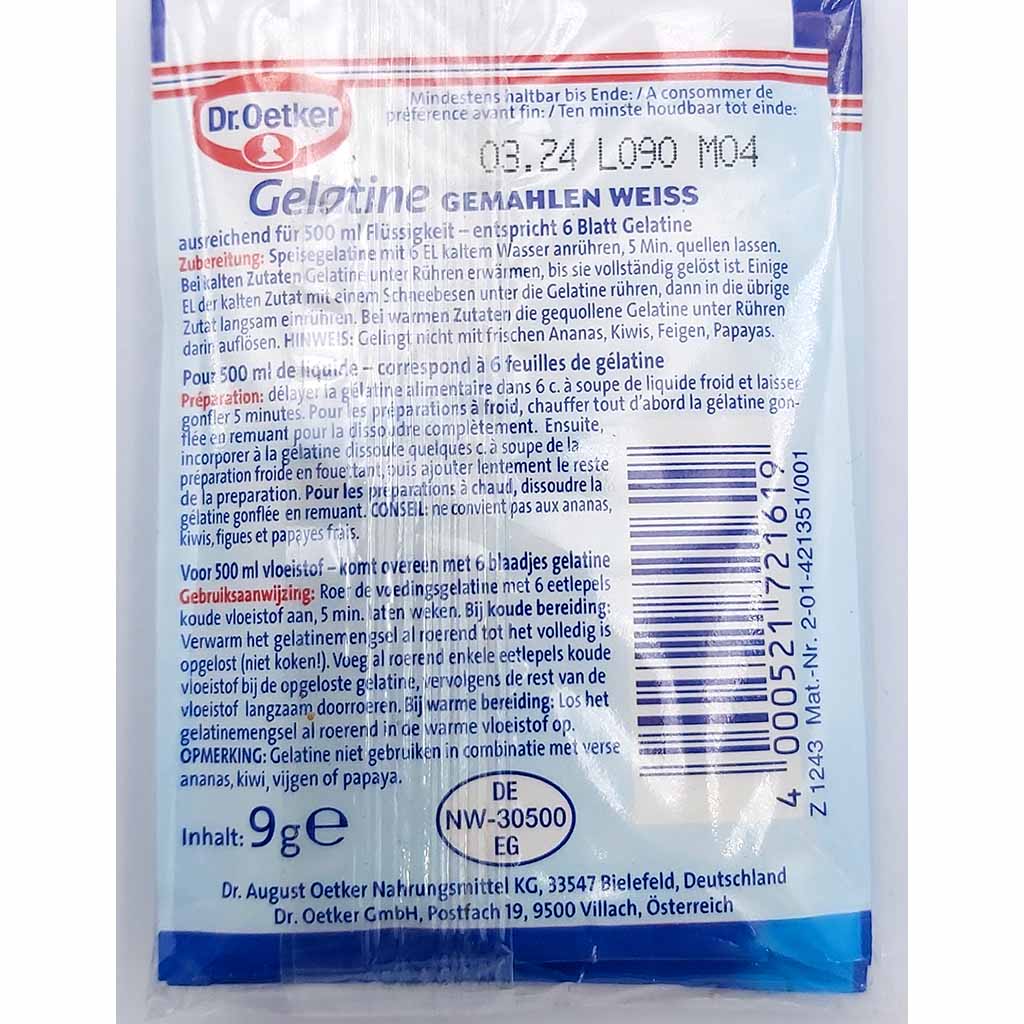 Dr.Oetker
Mindestens haltbar bis Ende: / A consommer de
préférence avant fin: / Ten minste houdbaar tot einde:
03.24 L090 M04
Gelatine GEMAHLEN WEISS
ausreichend für 500 ml Flüssigkeit – entspricht 6 Blatt Gelatine
Zubereitung: Speisegelatine mit 6 EL kaltem Wasser anrühren, 5 Min. quellen lassen.
Bei kalten Zutaten Gelatine unter Rühren erwärmen, bis sie vollständig gelöst ist. Einige
EL der kalten Zutat mit einem Schneebesen unter die Gelatine rühren, dann in die übrige
Zutat langsam einrühren. Bei warmen Zutaten die gequollene Gelatine unter Rühren
darin auflösen. HINWEIS: Gelingt nicht mit frischen Ananas, Kiwis, Feigen, Papayas.
Pour 500 ml de liquide – correspond à 6 feuilles de gélatine
Préparation: délayer la gélatine alimentaire dans 6 c. à soupe de liquide froid et laisser
gonfler 5 minutes. Pour les préparations à froid, chauffer tout d'abord la gélatine gon-
flée en remuant pour la dissoudre complètement. Ensuite,
incorporer à la gélatine dissoute quelques c. à soupe de la
préparation froide en fouettant, puis ajouter lentement le reste
de la preparation. Pour les préparations à chaud, dissoudre la
gélatine gonflée en remuant. CONSEIL: ne convient pas aux ananas,
kiwis, figues et papayes frais.
Voor 500 ml vloeistof – komt overeen met 6 blaadjes gelatine
Gebruiksaanwijzing: Roer de voedingsgelatine met 6 eetlepels
koude vloeistof aan, 5 min. laten weken. Bij koude bereiding:
Verwarm het gelatinemengsel al roerend tot het volledig is
opgelost (niet koken!). Voeg al roerend enkele eetlepels koude
vloeistof bij de opgeloste gelatine, vervolgens de rest van de
vloeistof langzaam doorroeren. Bij warme bereiding: Los het
gelatinemengsel al roerend in de warme vloeistof op.
OPMERKING: Gelatine niet gebruiken in combinatie met verse
ananas, kiwi, vijgen of papaya.
4 000521 721619
Z 1243 Mat.-Nr. 2-01-421351/001
Inhalt: 9 g e
DE
NW-30500
EG
Dr. August Oetker Nahrungsmittel KG, 33547 Bielefeld, Deutschland
Dr. Oetker GmbH, Postfach 19, 9500 Villach, Österreich